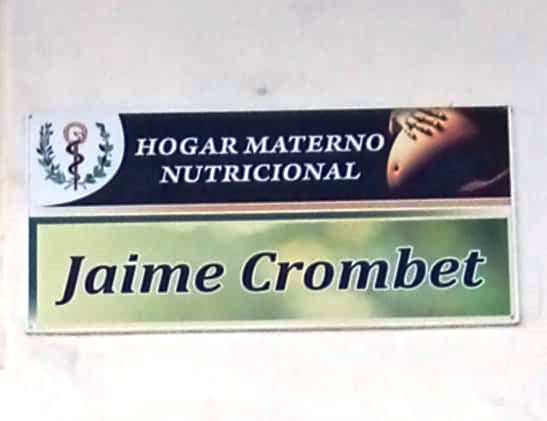 HOGAR MATERNO
NUTRICIONAL
Jaime Crombet